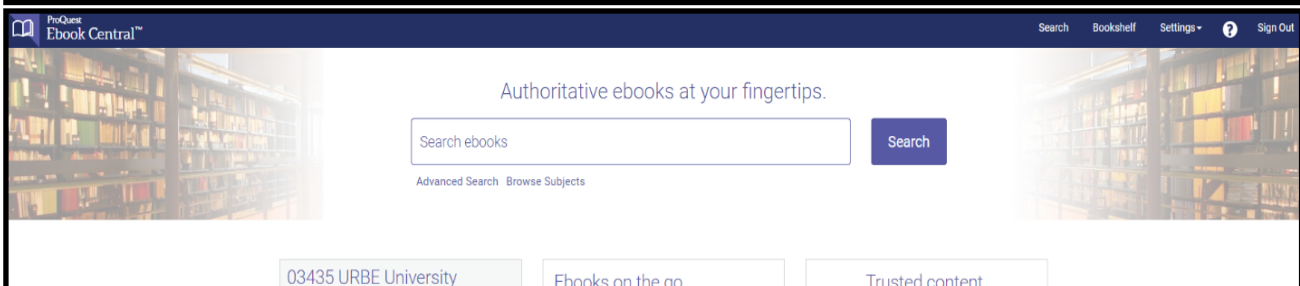 ProQuest
Ebook Central™
Search Bookshelf Settings ? Sign Out
Authoritative ebooks at your fingertips.
Search ebooks
Search
Advanced Search Browse Subjects
03435 URBE University
Ebooks on the go
Trusted content